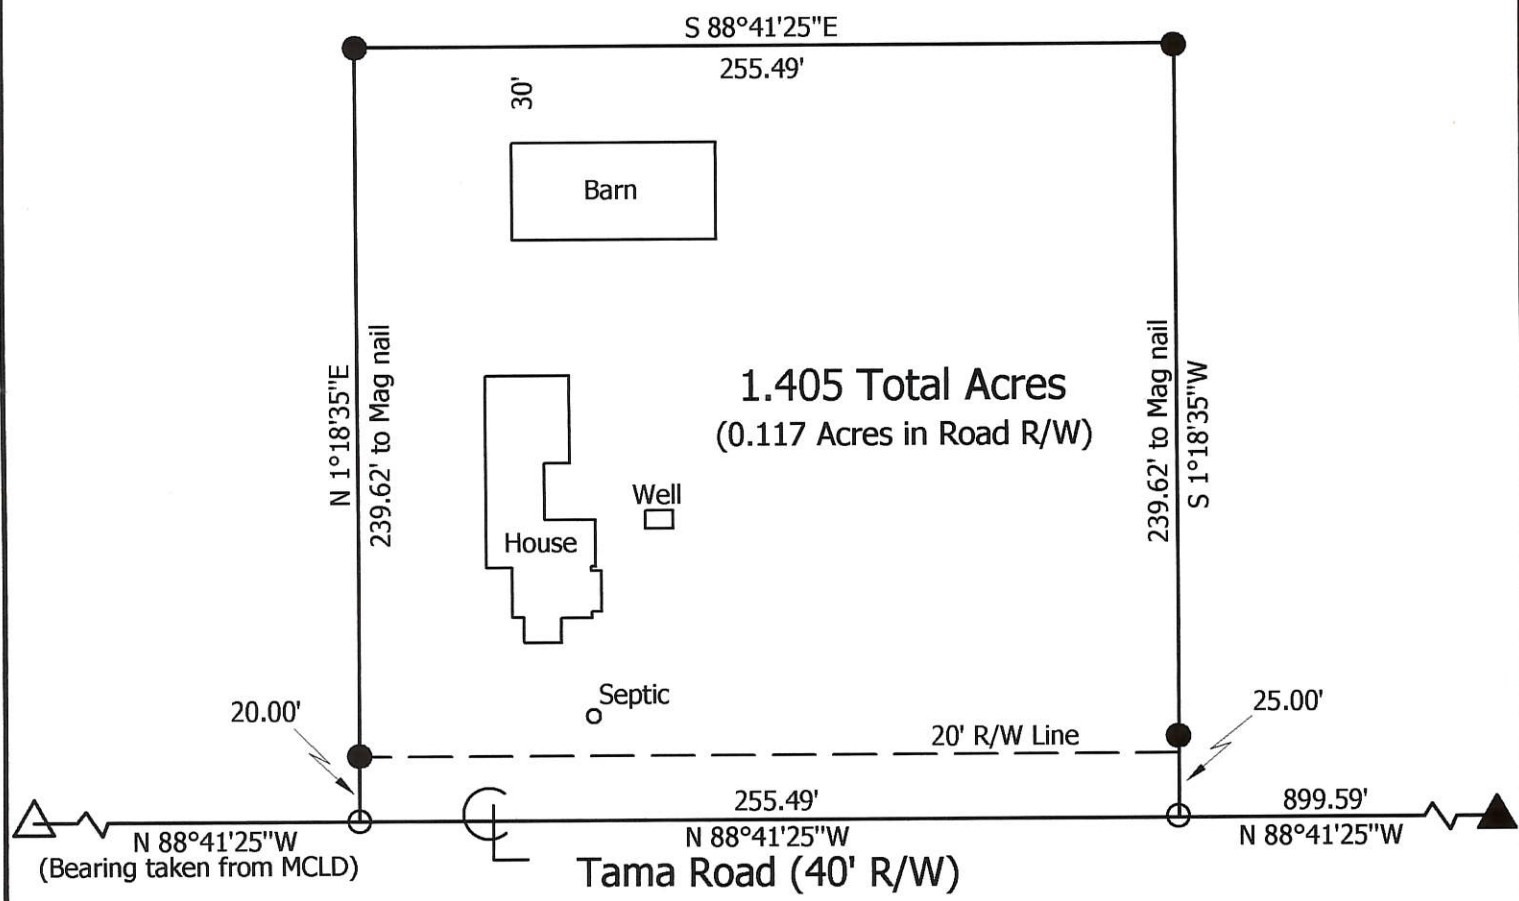 S 88°41'25"E
255.49'
30'
Barn
N 1°18'35"E
239.62' to Mag nail
1.405 Total Acres
(0.117 Acres in Road R/W)
239.62' to Mag nail
S 1°18'35"W
Well
House
Septic
20.00'
25.00'
20' R/W Line
255.49'
899.59'
N 88°41'25"W
N 88°41'25"W
N 88°41'25"W
(Bearing taken from MCLD)
Tama Road (40' R/W)